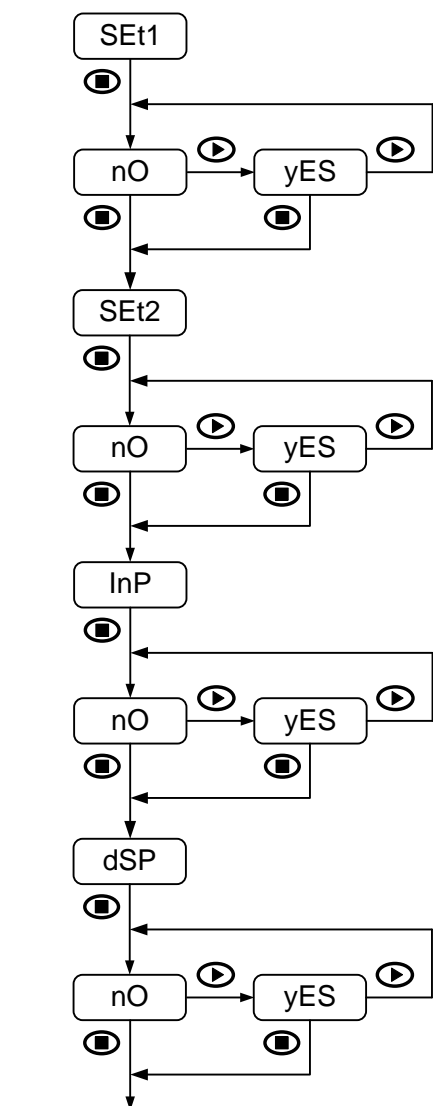 SEt1
nO yES
SEt2
nO yES
InP
nO yES
dSP
nO yES